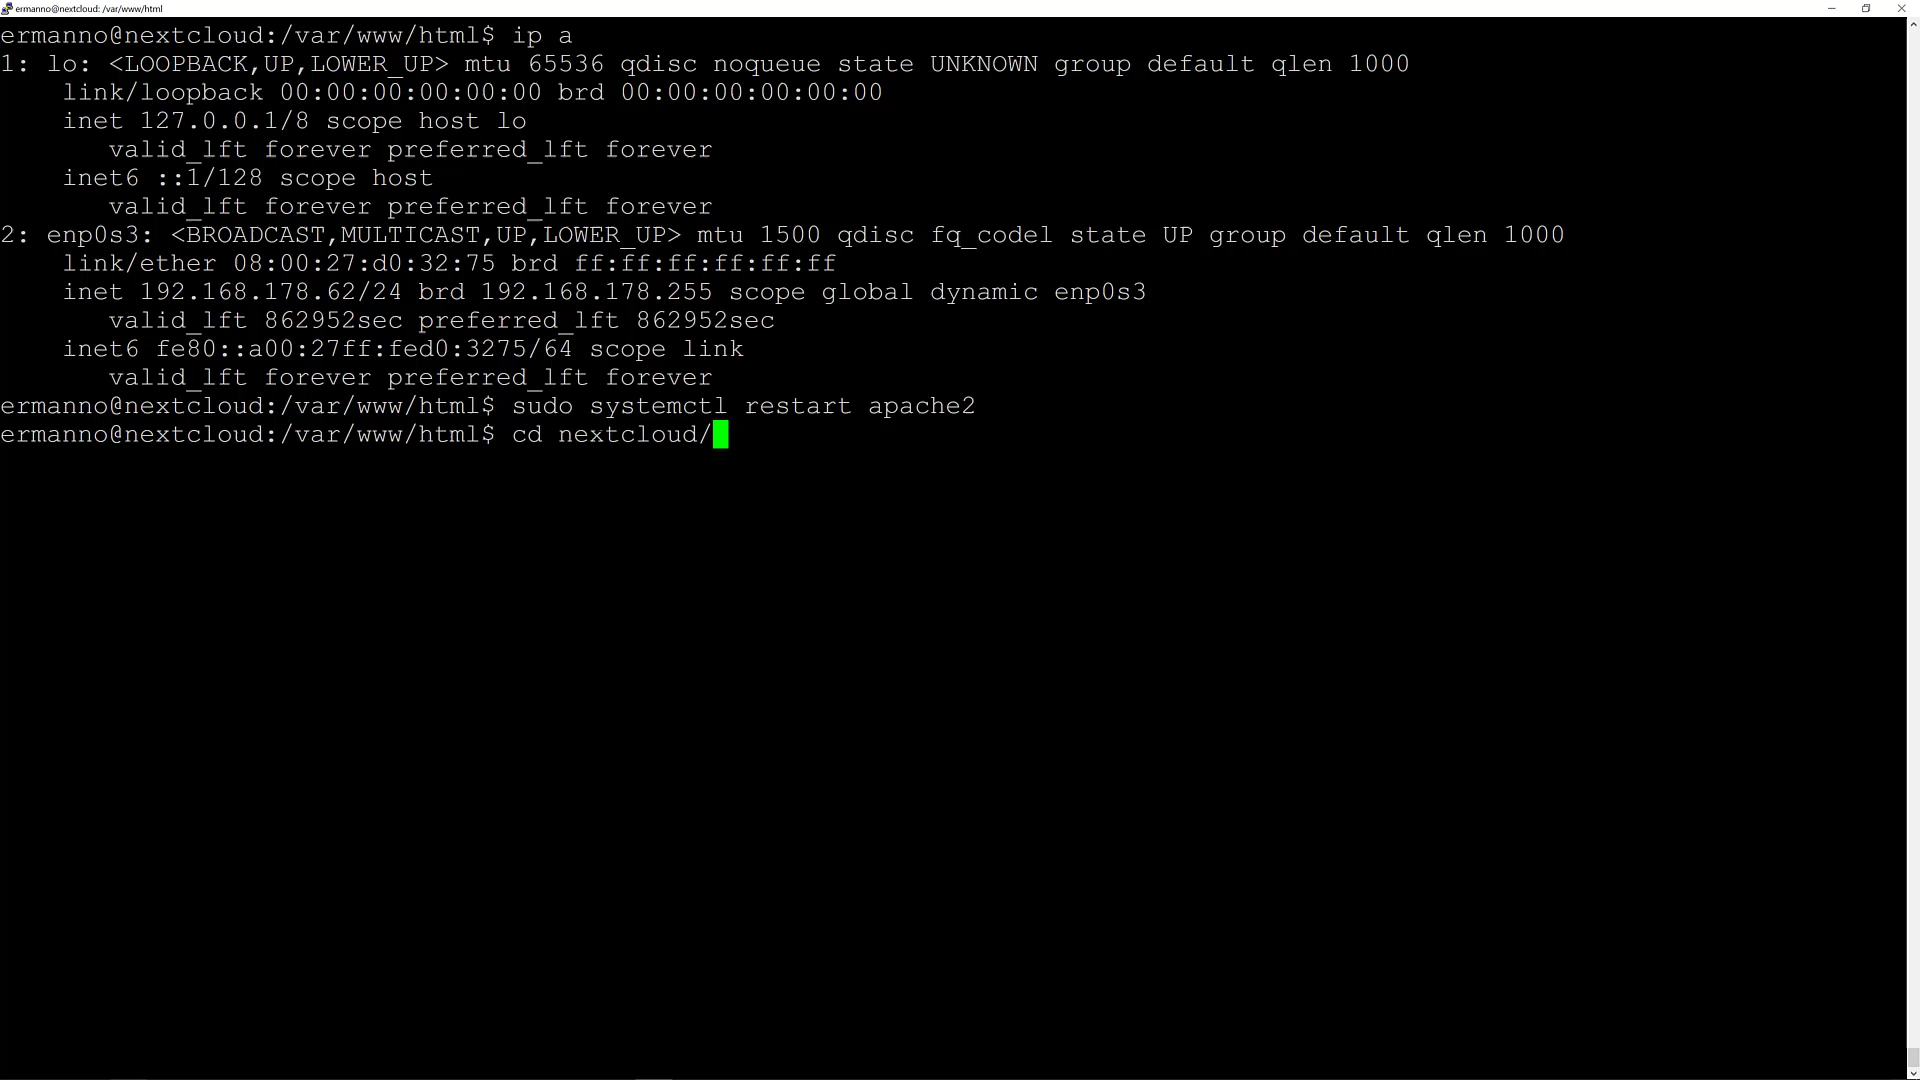 ermanno@nextcloud: /var/www/html
ermanno@nextcloud:/var/www/html$ ip a
1: lo: <LOOPBACK,UP,LOWER_UP> mtu 65536 qdisc noqueue state UNKNOWN group default qlen 1000
    link/loopback 00:00:00:00:00:00 brd 00:00:00:00:00:00
    inet 127.0.0.1/8 scope host lo
       valid_lft forever preferred_lft forever
    inet6 ::1/128 scope host
       valid_lft forever preferred_lft forever
2: enp0s3: <BROADCAST,MULTICAST,UP,LOWER_UP> mtu 1500 qdisc fq_codel state UP group default qlen 1000
    link/ether 08:00:27:d0:32:75 brd ff:ff:ff:ff:ff:ff
    inet 192.168.178.62/24 brd 192.168.178.255 scope global dynamic enp0s3
       valid_lft 862952sec preferred_lft 862952sec
    inet6 fe80::a00:27ff:fed0:3275/64 scope link
       valid_lft forever preferred_lft forever
ermanno@nextcloud:/var/www/html$ sudo systemctl restart apache2
ermanno@nextcloud:/var/www/html$ cd nextcloud/